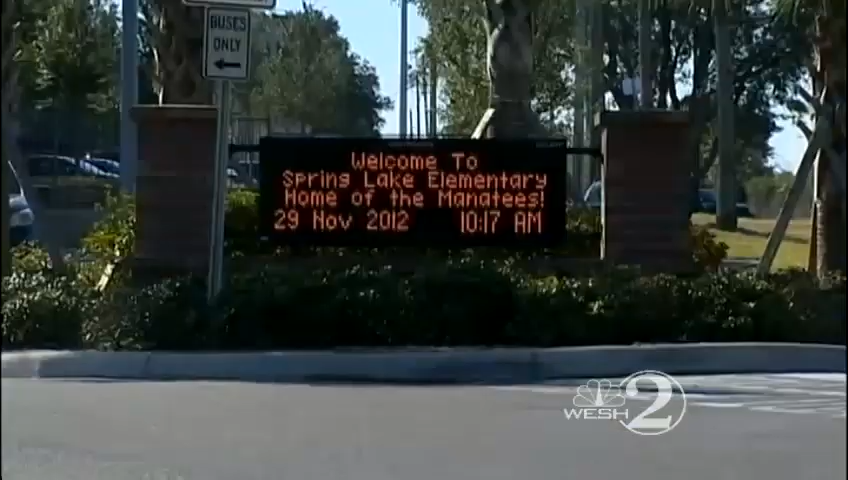 BUSES
ONLY
Welcome To
Spring Lake Elementary
Home of the Manatees!
29 Nov 2012 10:17 AM
WESH 2